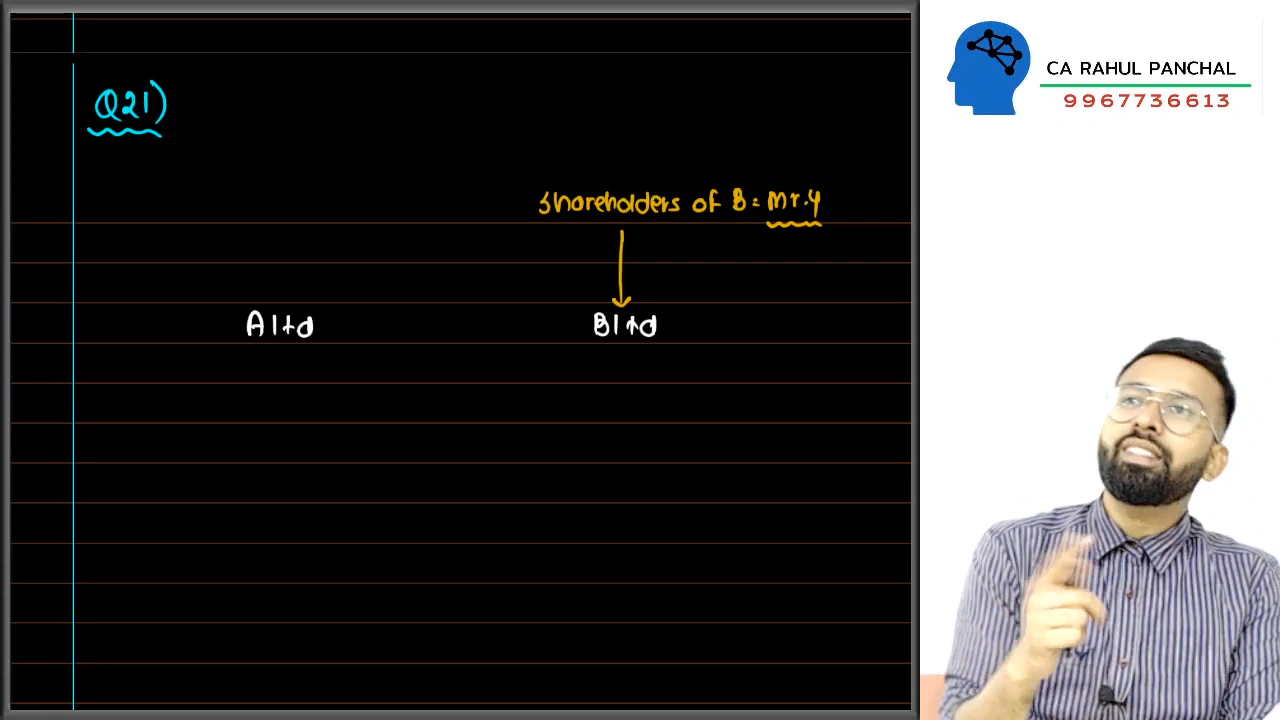 Q21)
CA RAHUL PANCHAL
9967736613
Shareholders of B = Mr. Y
A ltd
B ltd